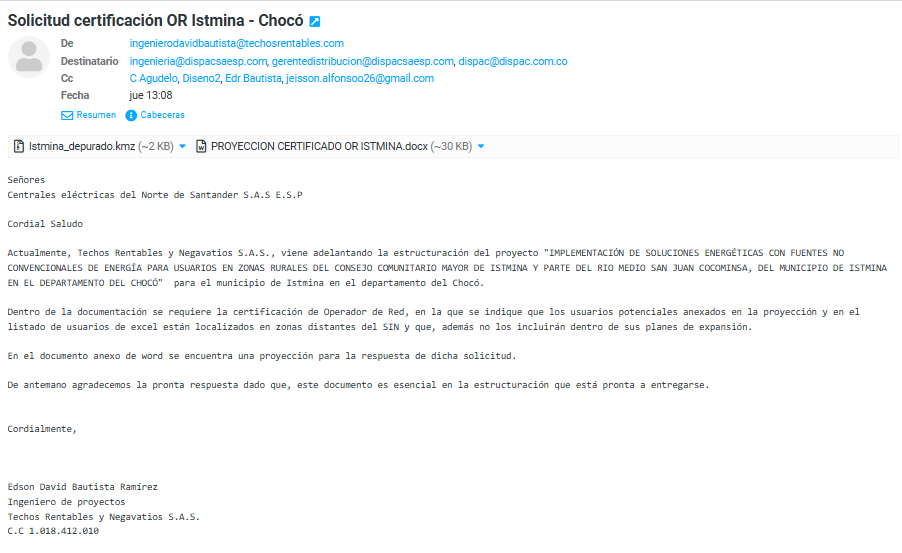 Solicitud certificación OR Istmina - Chocó
De ingenierodavidbautista@techosrentables.com
Destinatario ingenieria@dispacsaesp.com, gerentedistribucion@dispacsaesp.com, dispac@dispac.com.co
Cc C Agudelo, Diseno2, Edr Bautista, jeisson.alfonsoo26@gmail.com
Fecha jue 13:08
Resumen Cabeceras
Istmina_depurado.kmz (~2 KB) PROYECCION CERTIFICADO OR ISTMINA.docx (~30 KB)
Señores
Centrales eléctricas del Norte de Santander S.A.S E.S.P
Cordial Saludo
Actualmente, Techos Rentables y Negavatios S.A.S., viene adelantando la estructuración del proyecto "IMPLEMENTACIÓN DE SOLUCIONES ENERGÉTICAS CON FUENTES NO
CONVENCIONALES DE ENERGÍA PARA USUARIOS EN ZONAS RURALES DEL CONSEJO COMUNITARIO MAYOR DE ISTMINA Y PARTE DEL RIO MEDIO SAN JUAN COCOMINSA, DEL MUNICIPIO DE ISTMINA
EN EL DEPARTAMENTO DEL CHOCÓ" para el municipio de Istmina en el departamento del Chocó.
Dentro de la documentación se requiere la certificación de Operador de Red, en la que se indique que los usuarios potenciales anexados en la proyección y en el
listado de usuarios de excel están localizados en zonas distantes del SIN y que, además no los incluirán dentro de sus planes de expansión.
En el documento anexo de word se encuentra una proyección para la respuesta de dicha solicitud.
De antemano agradecemos la pronta respuesta dado que, este documento es esencial en la estructuración que está pronta a entregarse.
Cordialmente,
Edson David Bautista Ramírez
Ingeniero de proyectos
Techos Rentables y Negavatios S.A.S.
C.C 1.018.412.010